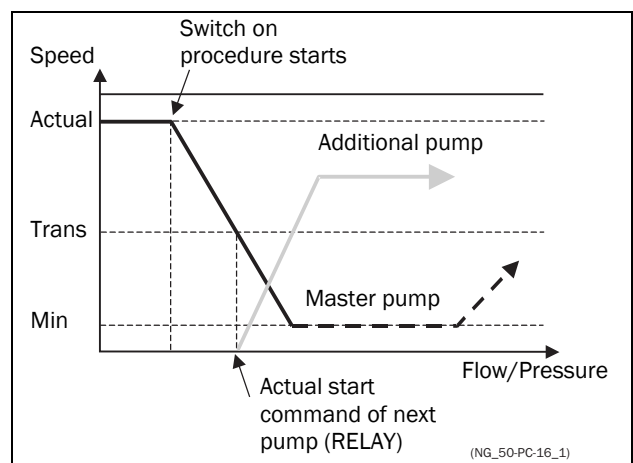 Switch on
procedure starts
Speed
Actual
Additional pump
Trans
Master pump
Min
Flow/Pressure
Actual start
command of next
pump (RELAY)
(NG_50-PC-16_1)